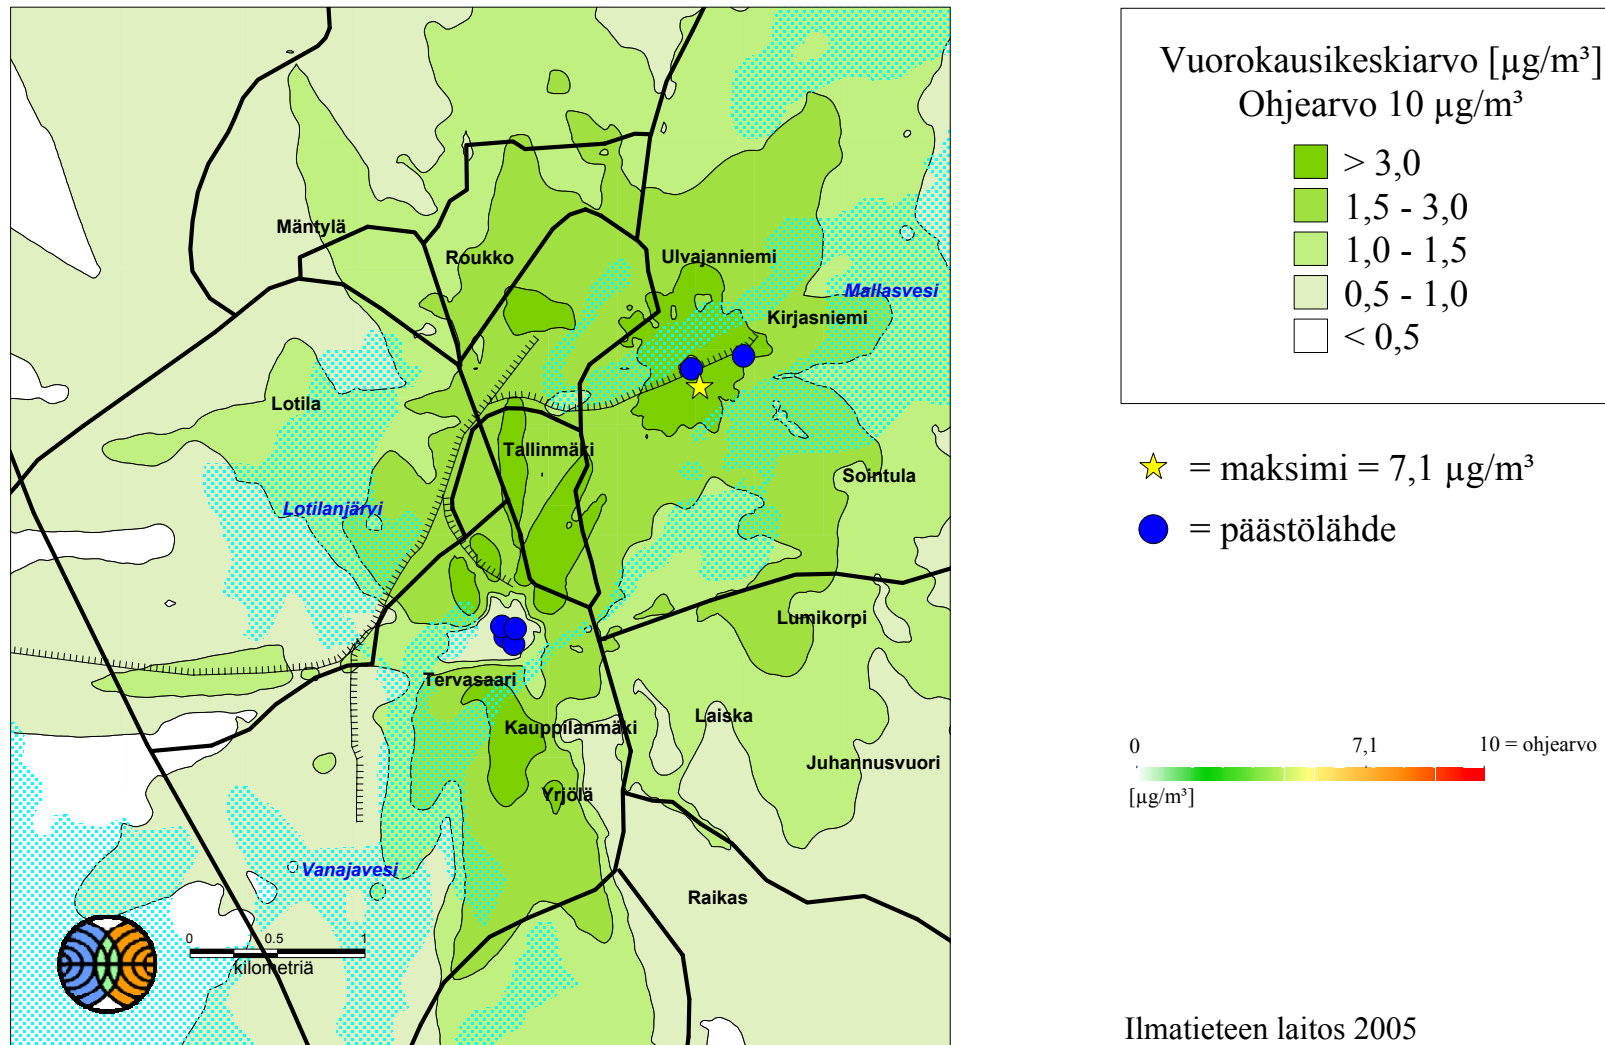 Mäntylä
Roukko
Ulvajanniemi
Mallasvesi
Kirjasniemi
Lotila
Tallinmäki
Sointula
Lotilanjärvi
Lumikorpi
Tervasaari
Laiska
Kauppilanmäki
Juhannusvuori
Yrjölä
Vanajavesi
Raikas
0 0.5 1
kilometriä
Vuorokausikeskiarvo [µg/m³]
Ohjearvo 10 µg/m³
> 3,0
1,5 - 3,0
1,0 - 1,5
0,5 - 1,0
< 0,5
= maksimi = 7,1 µg/m³
= päästölähde
0 7,1 10 = ohjearvo
[µg/m³]
Ilmatieteen laitos 2005